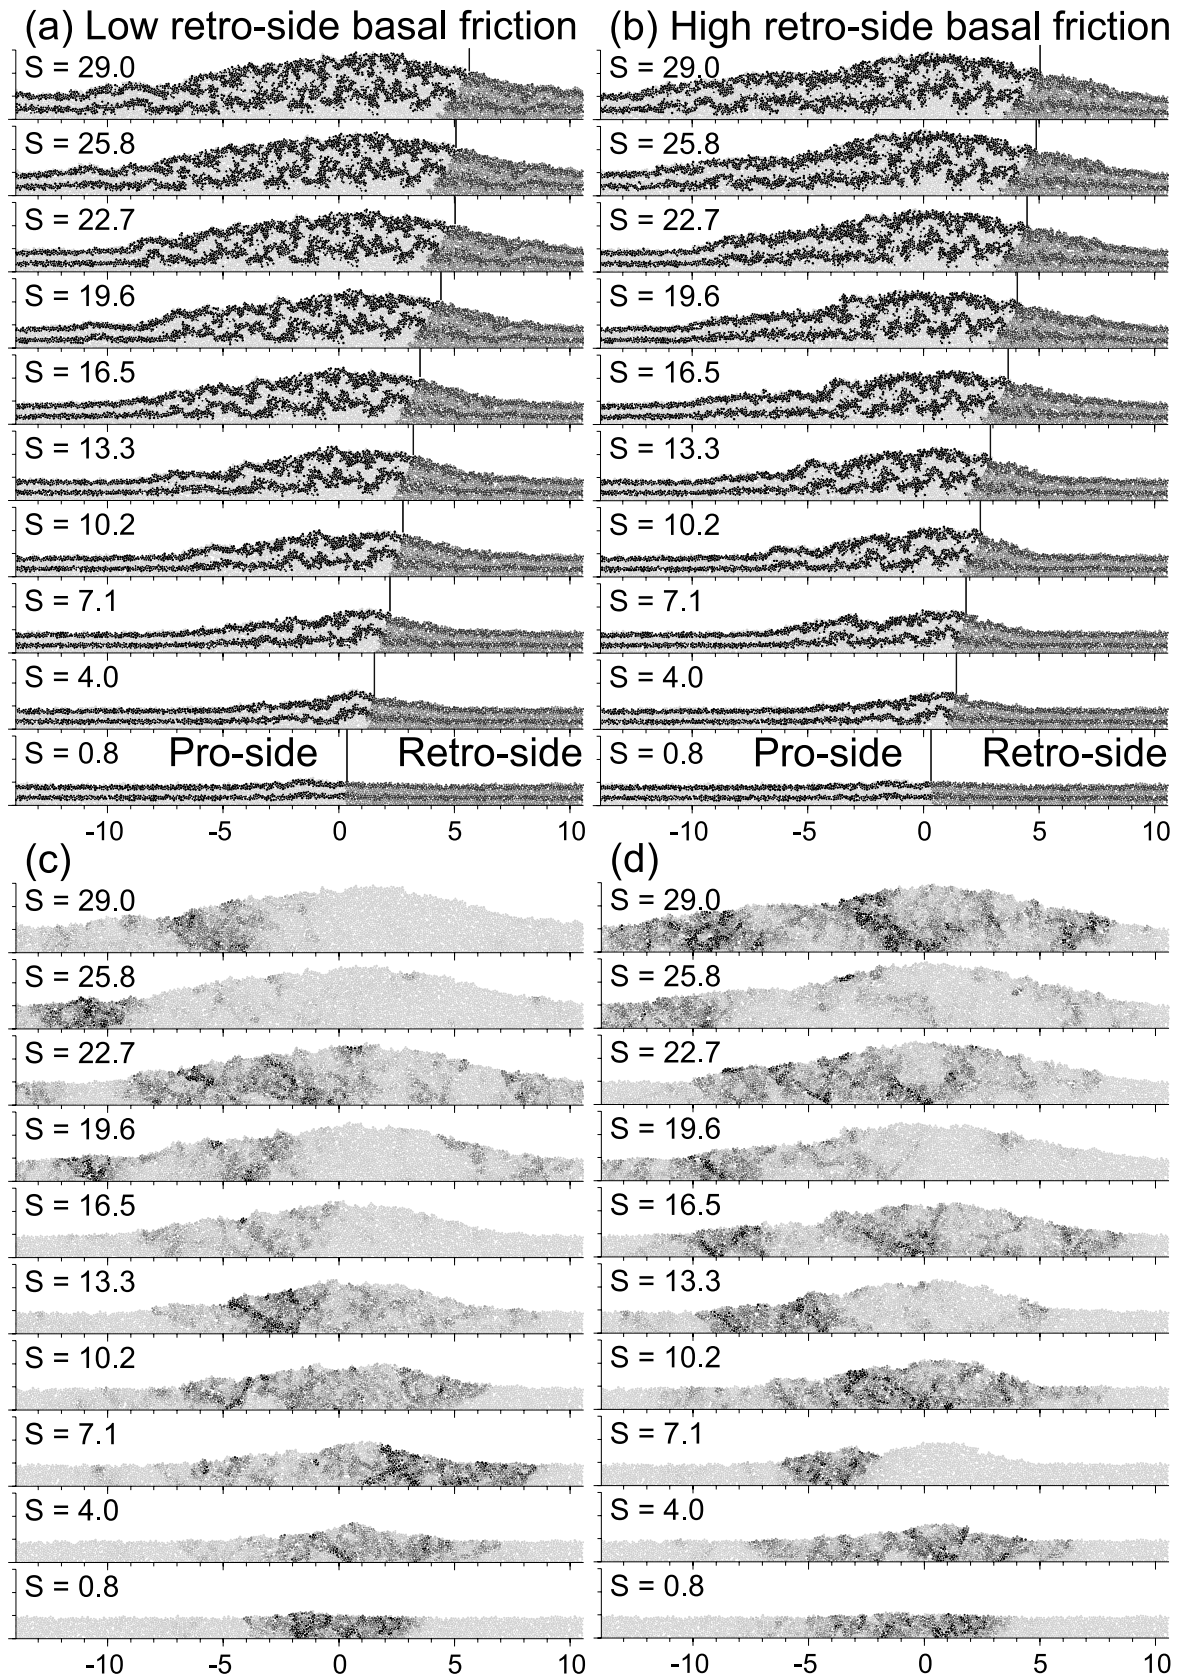 (a) Low retro-side basal friction
S = 29.0
S = 25.8
S = 22.7
S = 19.6
S = 16.5
S = 13.3
S = 10.2
S = 7.1
S = 4.0
S = 0.8 Pro-side Retro-side
-10 -5 0 5 10
(b) High retro-side basal friction
S = 29.0
S = 25.8
S = 22.7
S = 19.6
S = 16.5
S = 13.3
S = 10.2
S = 7.1
S = 4.0
S = 0.8 Pro-side Retro-side
-10 -5 0 5 10
(c)
S = 29.0
S = 25.8
S = 22.7
S = 19.6
S = 16.5
S = 13.3
S = 10.2
S = 7.1
S = 4.0
S = 0.8
-10 -5 0 5 10
(d)
S = 29.0
S = 25.8
S = 22.7
S = 19.6
S = 16.5
S = 13.3
S = 10.2
S = 7.1
S = 4.0
S = 0.8
-10 -5 0 5 10